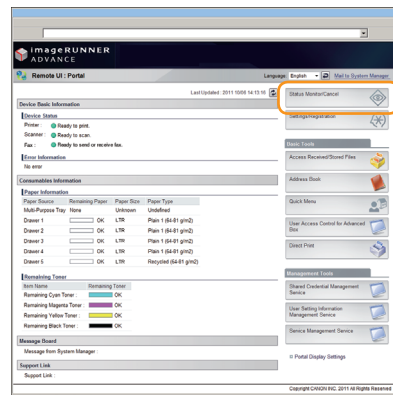 imageRUNNER
ADVANCE
Remote UI : Portal
Language: English Mail to System Manager
Last Updated : 2011 10/06 14:13:16
Device Basic Information
Device Status
Printer : Ready to print.
Scanner : Ready to scan.
Fax : Ready to send or receive fax.
Error Information
No error
Consumables Information
Paper Information
Paper Source Remaining Paper Paper Size Paper Type
Multi-Purpose Tray None Unknown Undefined
Drawer 1 OK LTR Plain 1 (64-81 g/m2)
Drawer 2 OK LTR Plain 1 (64-81 g/m2)
Drawer 3 OK LTR Plain 1 (64-81 g/m2)
Drawer 4 OK LTR Plain 1 (64-81 g/m2)
Drawer 5 OK LTR Recycled (64-81 g/m2)
Remaining Toner
Item Name Remaining Toner
Remaining Cyan Toner : OK
Remaining Magenta Toner : OK
Remaining Yellow Toner : OK
Remaining Black Toner : OK
Message Board
Message from System Manager :
Support Link
Support Link :
Status Monitor/Cancel
Settings/Registration
Basic Tools
Access Received/Stored Files
Address Book
Quick Menu
User Access Control for Advanced
Box
Direct Print
Management Tools
Shared Credential Management
Service
User Setting Information
Management Service
Service Management Service
Portal Display Settings
Copyright CANON INC. 2011 All Rights Reserved